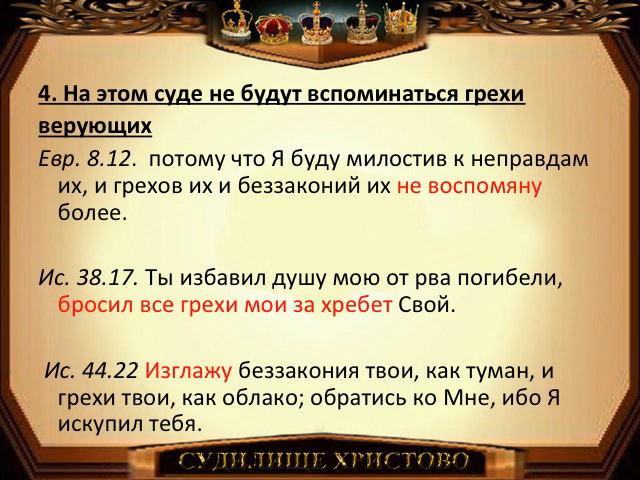 4. На этом суде не будут вспоминаться грехи
верующих
Евр. 8.12. потому что Я буду милостив к неправдам
их, и грехов их и беззаконий их не воспомяну
более.
Ис. 38.17. Ты избавил душу мою от рва погибели,
бросил все грехи мои за хребет Свой.
Ис. 44.22 Изглажу беззакония твои, как туман, и
грехи твои, как облако; обратись ко Мне, ибо Я
искупил тебя.
СУДИЛИЩЕ ХРИСТОВО